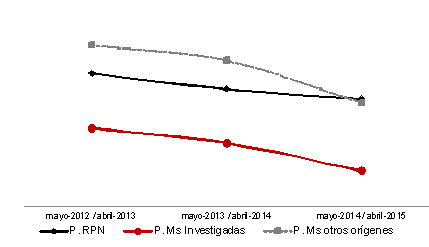 mayo-2012 /abril-2013 mayo-2013 /abril-2014 mayo-2014 /abril-2015
P.RPN P.Ms Investigadas P.Ms otros orígenes